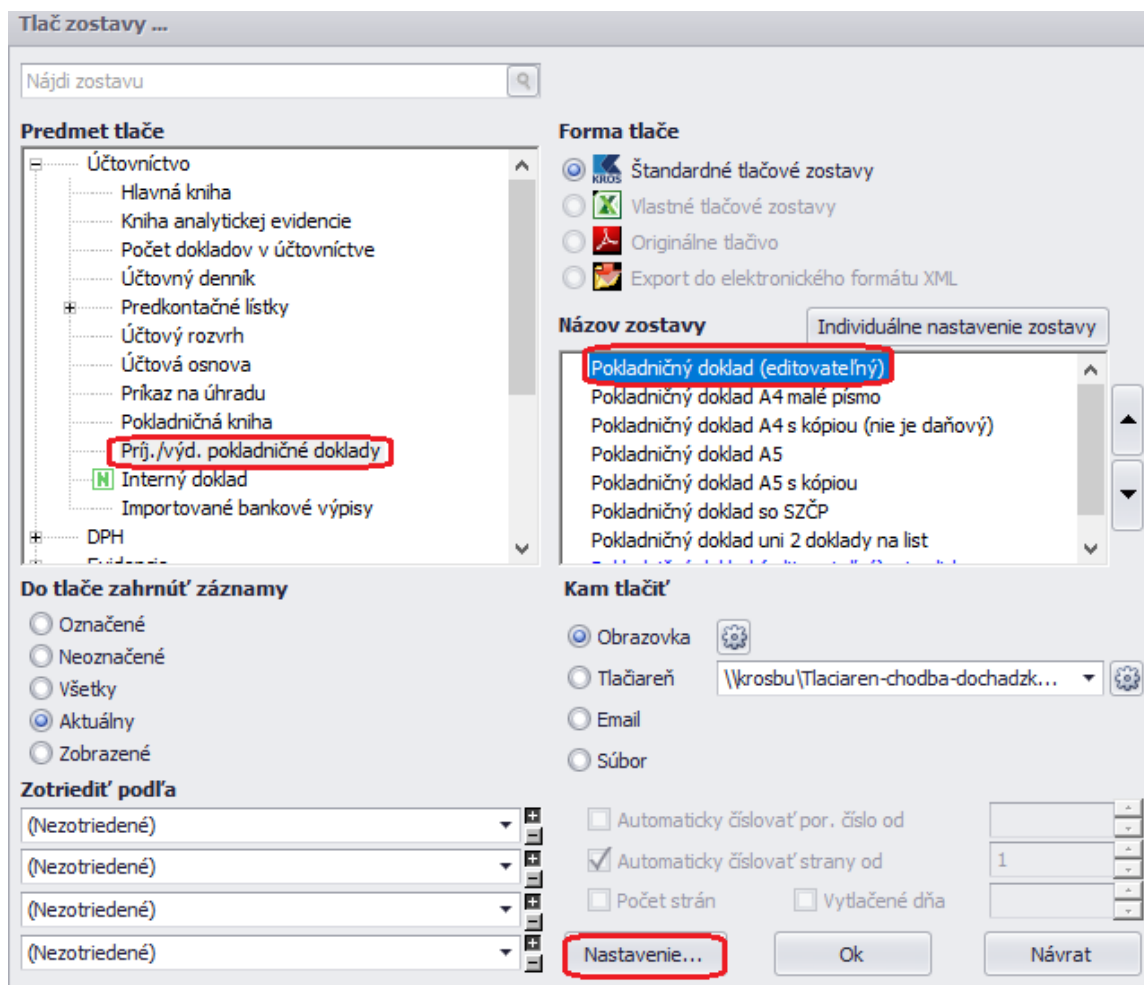 Tlač zostavy ...
Nájdi zostavu
Predmet tlače
Účtovníctvo
Hlavná kniha
Kniha analytickej evidencie
Počet dokladov v účtovníctve
Účtovný denník
Predkontačné lístky
Účtový rozvrh
Účtová osnova
Príkaz na úhradu
Pokladničná kniha
Príj./výd. pokladničné doklady
N Interný doklad
Importované bankové výpisy
DPH
Forma tlače
KROS Štandardné tlačové zostavy
Vlastné tlačové zostavy
Originálne tlačivo
Export do elektronického formátu XML
Názov zostavy
Individuálne nastavenie zostavy
Pokladničný doklad (editovateľný)
Pokladničný doklad A4 malé písmo
Pokladničný doklad A4 s kópiou (nie je daňový)
Pokladničný doklad A5
Pokladničný doklad A5 s kópiou
Pokladničný doklad so SZČP
Pokladničný doklad uni 2 doklady na list
Do tlače zahrnúť záznamy
Označené
Neoznačené
Všetky
Aktuálny
Zobrazené
Zotriediť podľa
(Nezotriedené)
(Nezotriedené)
(Nezotriedené)
(Nezotriedené)
Kam tlačiť
Obrazovka
Tlačiareň \\krosbu\Tlaciaren-chodba-dochadzk...
Email
Súbor
Automaticky číslovať por. číslo od
Automaticky číslovať strany od 1
Počet strán Vytlačené dňa
Nastavenie... Ok Návrat